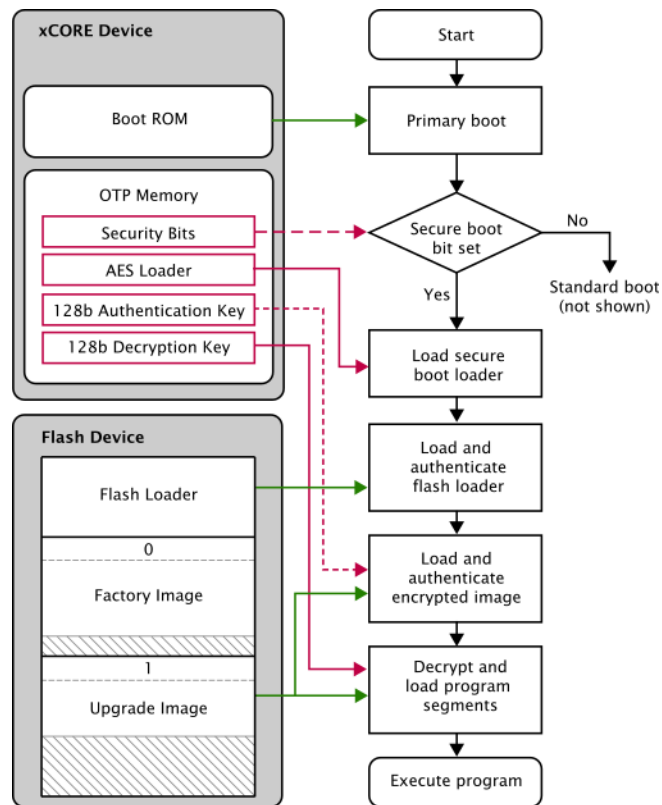 xCORE Device
Boot ROM
OTP Memory
Security Bits
AES Loader
128b Authentication Key
128b Decryption Key
Flash Device
Flash Loader
0
Factory Image
1
Upgrade Image
Start
Primary boot
Secure boot
bit set
No
Standard boot
(not shown)
Yes
Load secure
boot loader
Load and
authenticate
flash loader
Load and
authenticate
encrypted image
Decrypt and
load program
segments
Execute program